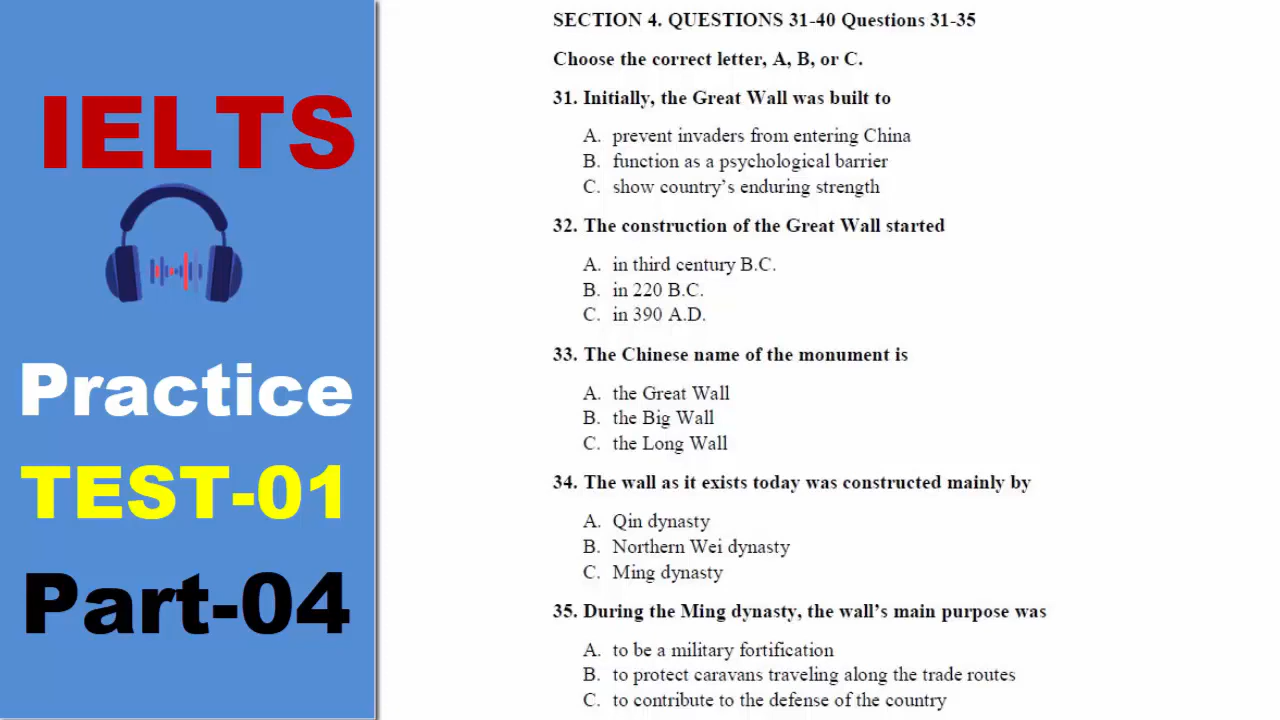 IELTS
Practice
TEST-01
Part-04
SECTION 4. QUESTIONS 31-40 Questions 31-35
Choose the correct letter, A, B, or C.
31. Initially, the Great Wall was built to
A. prevent invaders from entering China
B. function as a psychological barrier
C. show country's enduring strength
32. The construction of the Great Wall started
A. in third century B.C.
B. in 220 B.C.
C. in 390 A.D.
33. The Chinese name of the monument is
A. the Great Wall
B. the Big Wall
C. the Long Wall
34. The wall as it exists today was constructed mainly by
A. Qin dynasty
B. Northern Wei dynasty
C. Ming dynasty
35. During the Ming dynasty, the wall's main purpose was
A. to be a military fortification
B. to protect caravans traveling along the trade routes
C. to contribute to the defense of the country